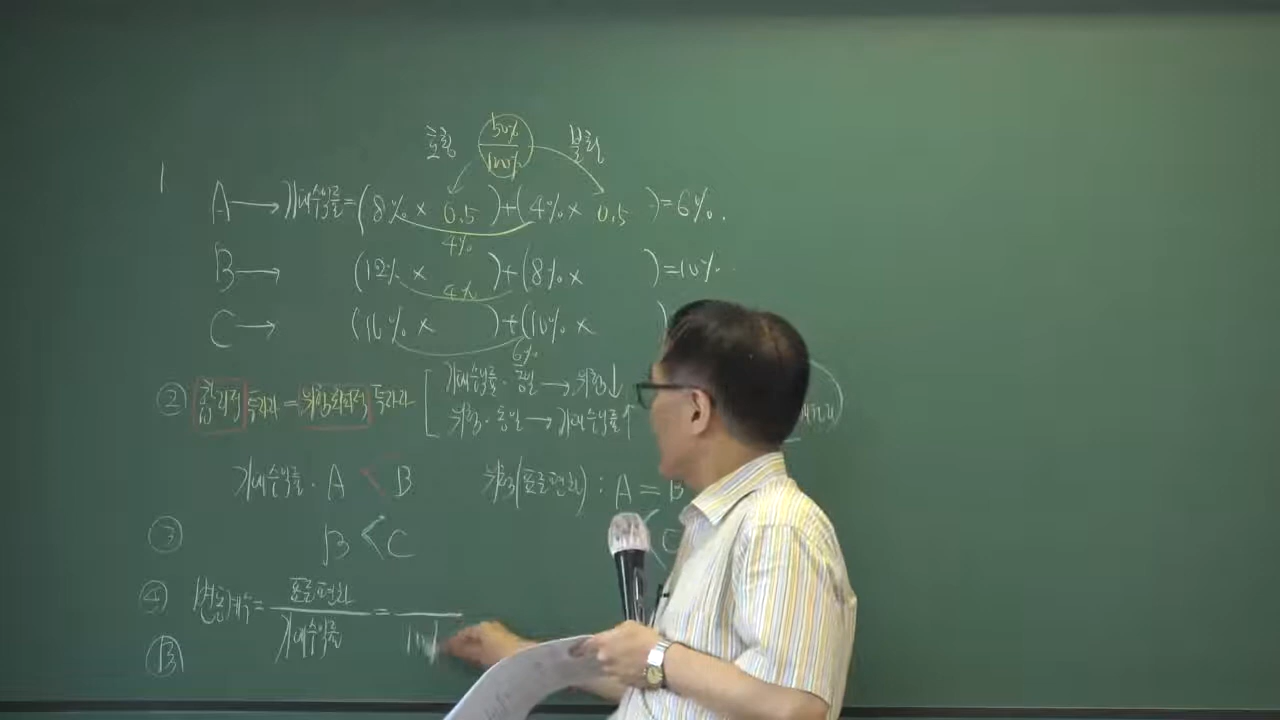 호황 50% 불황
100%
1
A → 기대수익률=(8%× 0.5 )+(4%× 0.5 )=6%.
4%
B → (12%× )+(8%× )=10%
4%
C → (16%× )+(10%× )
6%
② 합리적 투자자=위험회피적 투자자
기대수익률·동일→위험↓
위험·동일→기대수익률↑
기대수익률· A < B 위험(표준편차) : A = B
③ B < C < C
④ 변동계수= 표준편차 / 기대수익률 =
10%
B